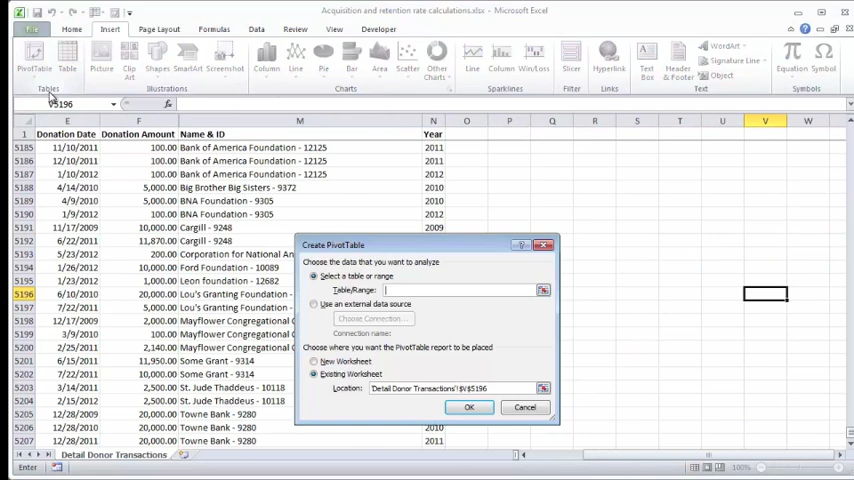 Acquisition and retention rate calculations.xlsx - Microsoft Excel
File Home Insert Page Layout Formulas Data Review View Developer
PivotTable Table Picture Clip Art Shapes SmartArt Screenshot Column Line Pie Bar Area Scatter Other Charts Line Column Win/Loss Slicer Hyperlink Text Box Header & Footer WordArt Signature Line Object Equation Symbol
Tables Illustrations Charts Sparklines Filter Links Text Symbols
V5196 fx
E F M N O P Q R S T U V W
1 Donation Date Donation Amount Name & ID Year
5185 11/10/2011 100.00 Bank of America Foundation - 12125 2011
5186 12/10/2011 100.00 Bank of America Foundation - 12125 2011
5187 1/10/2012 100.00 Bank of America Foundation - 12125 2012
5188 4/14/2010 5,000.00 Big Brother Big Sisters - 9372 2010
5189 4/9/2010 5,000.00 BNA Foundation - 9305 2010
5190 1/9/2012 100.00 BNA Foundation - 9305 2012
5191 11/17/2009 10,000.00 Cargill - 9248 2009
5192 6/22/2011 11,870.00 Cargill - 9248
5193 5/23/2012 200.00 Corporation for National An
5194 1/26/2012 10,000.00 Ford Foundation - 10089
5195 1/23/2012 1,000.00 Leon foundation - 12682
5196 6/10/2010 20,000.00 Lou's Granting Foundation -
5197 7/22/2011 5,000.00 Lou's Granting Foundation -
5198 12/17/2009 2,000.00 Mayflower Congregational C
5199 3/9/2010 100.00 Mayflower Congregational C
5200 2/14/2011 2,140.00 Mayflower Congregational C
5201 6/15/2011 11,950.00 Some Grant - 9314
5202 7/22/2011 5,000.00 Some Grant - 9314
5203 3/14/2011 2,500.00 St. Jude Thaddeus - 10118
5204 2/15/2012 2,500.00 St. Jude Thaddeus - 10118
5205 12/28/2009 20,000.00 Towne Bank - 9280
5206 12/28/2010 20,000.00 Towne Bank - 9280 2010
5207 12/28/2011 20,000.00 Towne Bank - 9280 2011
Create PivotTable
Choose the data that you want to analyze
Select a table or range
Table/Range:
Use an external data source
Choose Connection...
Connection name:
Choose where you want the PivotTable report to be placed
New Worksheet
Existing Worksheet
Location: 'Detail Donor Transactions'!$V$5196
OK Cancel
Detail Donor Transactions
Enter 100%